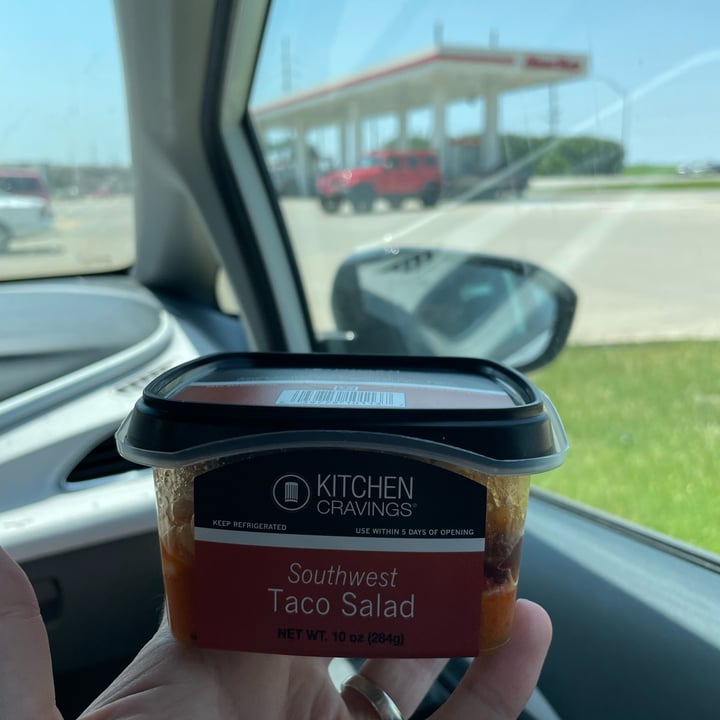 KITCHEN
CRAVINGS®
KEEP REFRIGERATED
USE WITHIN 5 DAYS OF OPENING
Southwest
Taco Salad
NET WT. 10 oz (284g)